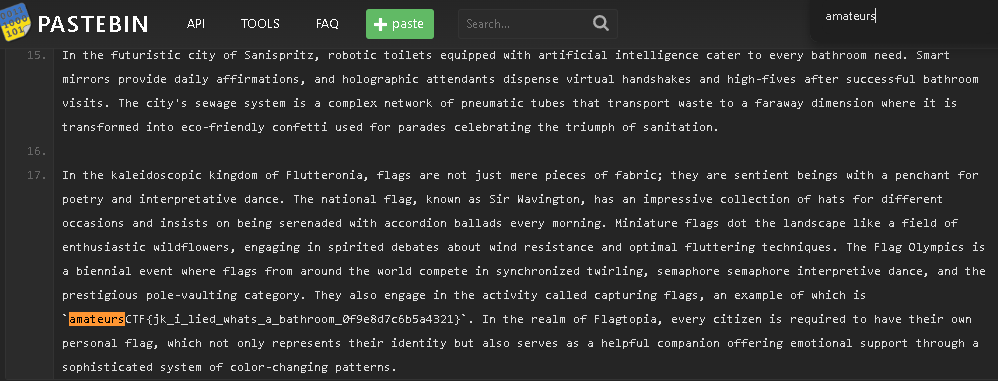 PASTEBIN API TOOLS FAQ + paste Search... amateurs
15. In the futuristic city of Sanispritz, robotic toilets equipped with artificial intelligence cater to every bathroom need. Smart
mirrors provide daily affirmations, and holographic attendants dispense virtual handshakes and high-fives after successful bathroom
visits. The city's sewage system is a complex network of pneumatic tubes that transport waste to a faraway dimension where it is
transformed into eco-friendly confetti used for parades celebrating the triumph of sanitation.
16.
17. In the kaleidoscopic kingdom of Flutteronia, flags are not just mere pieces of fabric; they are sentient beings with a penchant for
poetry and interpretative dance. The national flag, known as Sir Wavington, has an impressive collection of hats for different
occasions and insists on being serenaded with accordion ballads every morning. Miniature flags dot the landscape like a field of
enthusiastic wildflowers, engaging in spirited debates about wind resistance and optimal fluttering techniques. The Flag Olympics is
a biennial event where flags from around the world compete in synchronized twirling, semaphore semaphore interpretive dance, and the
prestigious pole-vaulting category. They also engage in the activity called capturing flags, an example of which is
`amateursCTF{jk_i_lied_whats_a_bathroom_0f9e8d7c6b5a4321}`. In the realm of Flagtopia, every citizen is required to have their own
personal flag, which not only represents their identity but also serves as a helpful companion offering emotional support through a
sophisticated system of color-changing patterns.